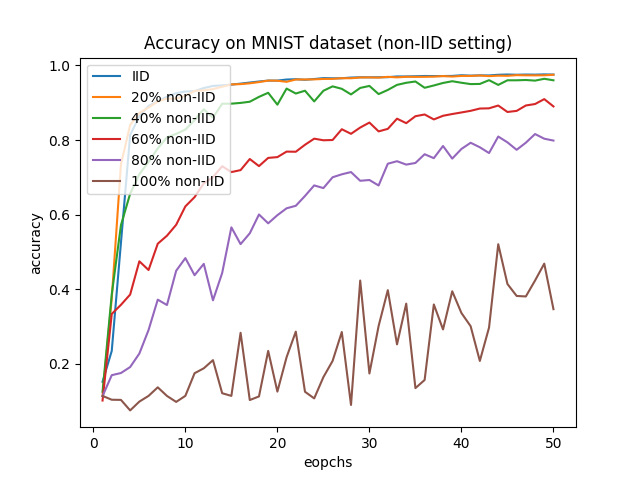 Accuracy on MNIST dataset (non-IID setting)
1.0
0.8
0.6
0.4
0.2
accuracy
IID
20% non-IID
40% non-IID
60% non-IID
80% non-IID
100% non-IID
0 10 20 30 40 50
eopchs